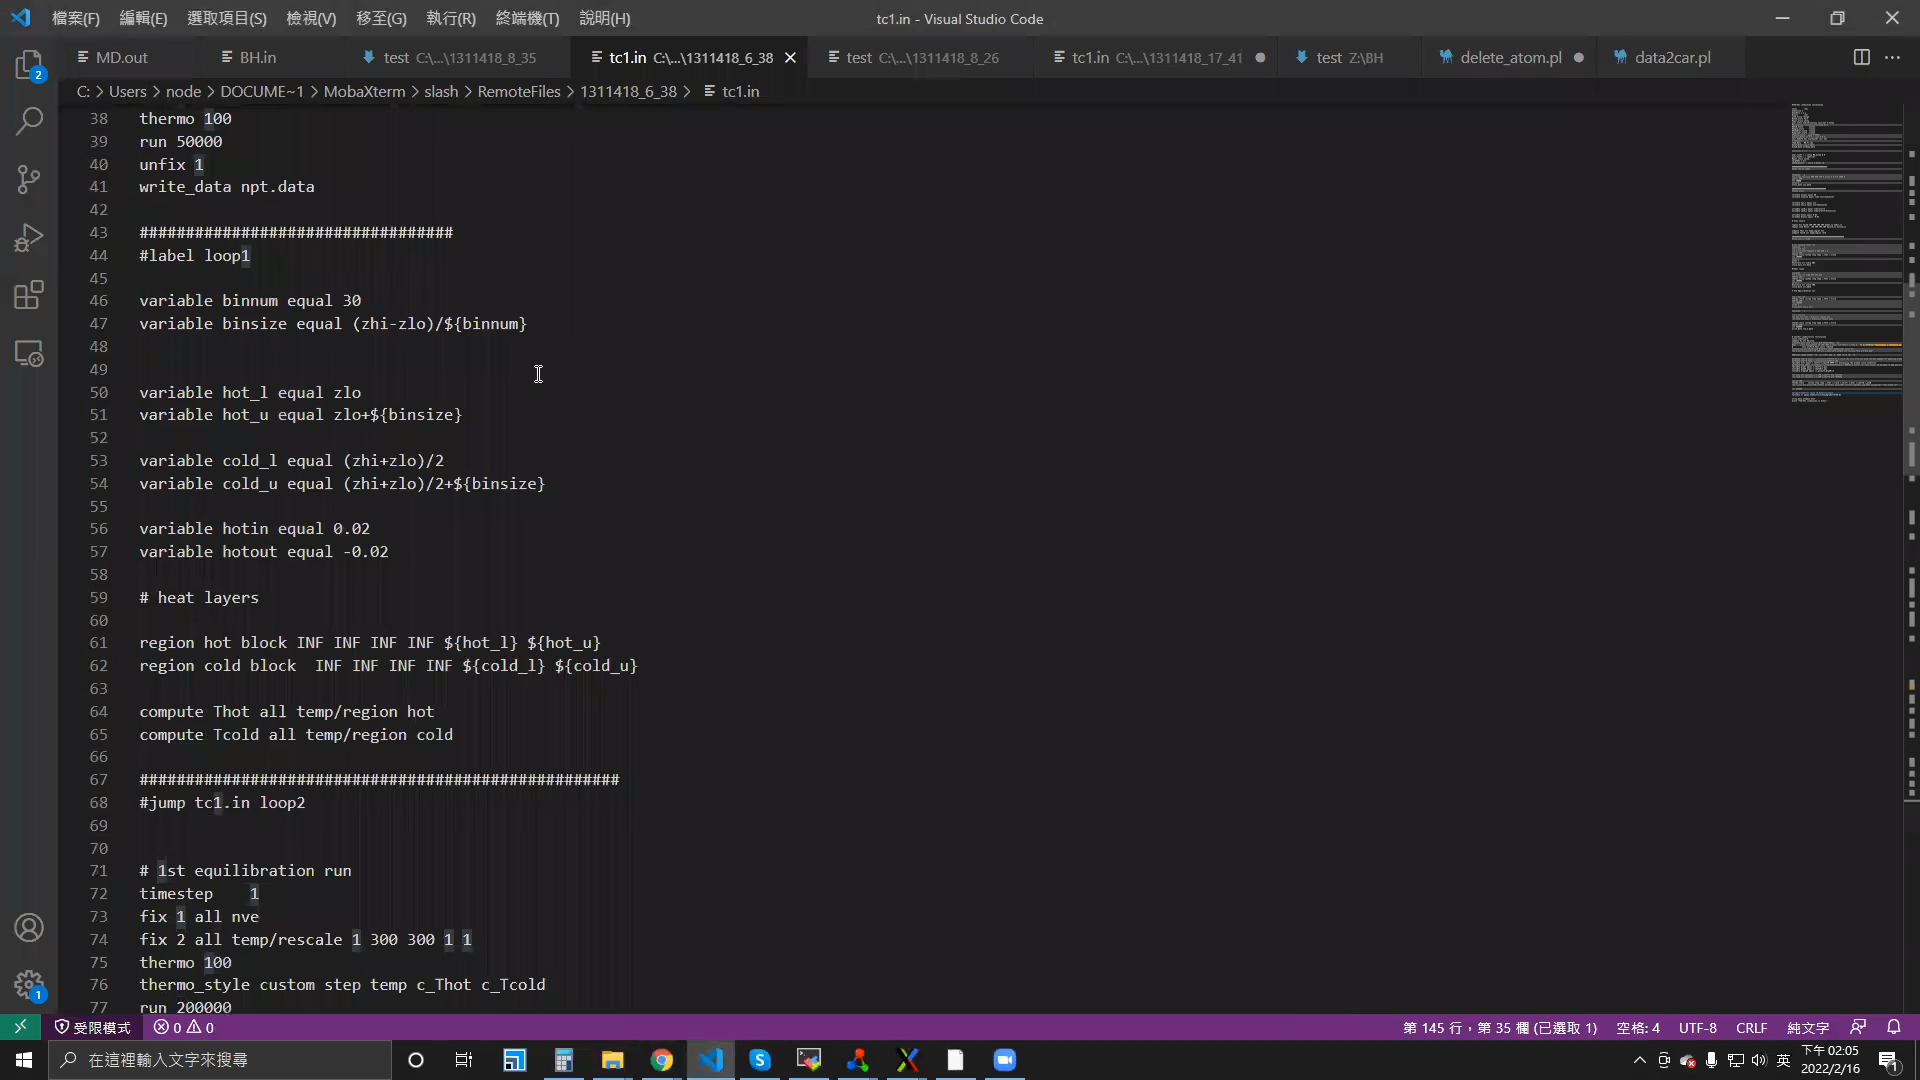 檔案(F) 編輯(E) 選取項目(S) 檢視(V) 移至(G) 執行(R) 終端機(T) 說明(H) tc1.in - Visual Studio Code
MD.out BH.in test C:\...\1311418_8_35 tc1.in C:\...\1311418_6_38 test C:\...\1311418_8_26 tc1.in C:\...\1311418_17_41 test Z:\BH delete_atom.pl data2car.pl
C: > Users > node > DOCUME~1 > MobaXterm > slash > RemoteFiles > 1311418_6_38 > tc1.in
38 thermo 100
39 run 50000
40 unfix 1
41 write_data npt.data
42
43 ##################################
44 #label loop1
45
46 variable binnum equal 30
47 variable binsize equal (zhi-zlo)/${binnum}
48
49
50 variable hot_l equal zlo
51 variable hot_u equal zlo+${binsize}
52
53 variable cold_l equal (zhi+zlo)/2
54 variable cold_u equal (zhi+zlo)/2+${binsize}
55
56 variable hotin equal 0.02
57 variable hotout equal -0.02
58
59 # heat layers
60
61 region hot block INF INF INF INF ${hot_l} ${hot_u}
62 region cold block  INF INF INF INF ${cold_l} ${cold_u}
63
64 compute Thot all temp/region hot
65 compute Tcold all temp/region cold
66
67 ####################################################
68 #jump tc1.in loop2
69
70
71 # 1st equilibration run
72 timestep    1
73 fix 1 all nve
74 fix 2 all temp/rescale 1 300 300 1 1
75 thermo 100
76 thermo_style custom step temp c_Thot c_Tcold
77 run 200000
2
1
受限模式 0 0 第 145 行，第 35 欄 (已選取 1) 空格: 4 UTF-8 CRLF 純文字
在這裡輸入文字來搜尋 英 下午 02:05
2022/2/16 1